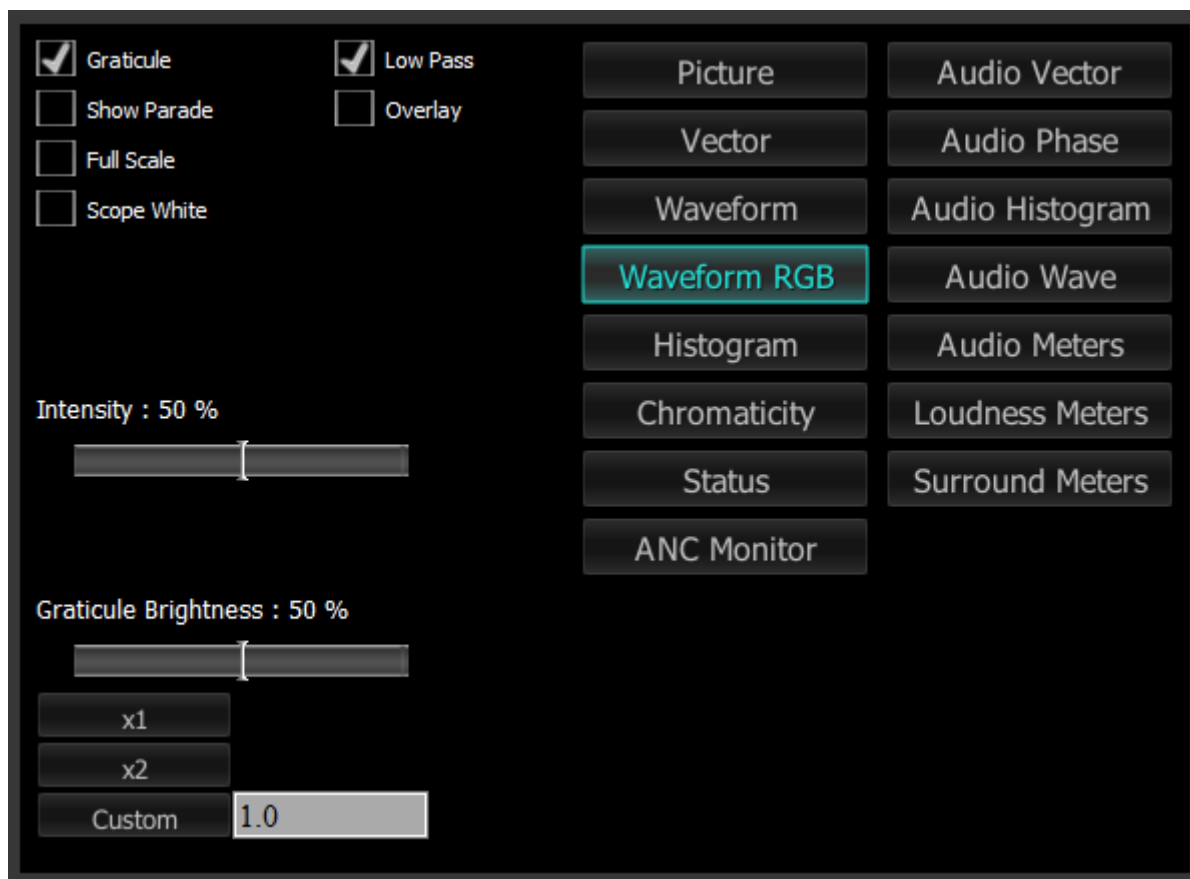 Graticule
Low Pass
Show Parade
Overlay
Full Scale
Scope White
Intensity : 50 %
Graticule Brightness : 50 %
x1
x2
Custom
1.0
Picture
Audio Vector
Vector
Audio Phase
Waveform
Audio Histogram
Waveform RGB
Audio Wave
Histogram
Audio Meters
Chromaticity
Loudness Meters
Status
Surround Meters
ANC Monitor